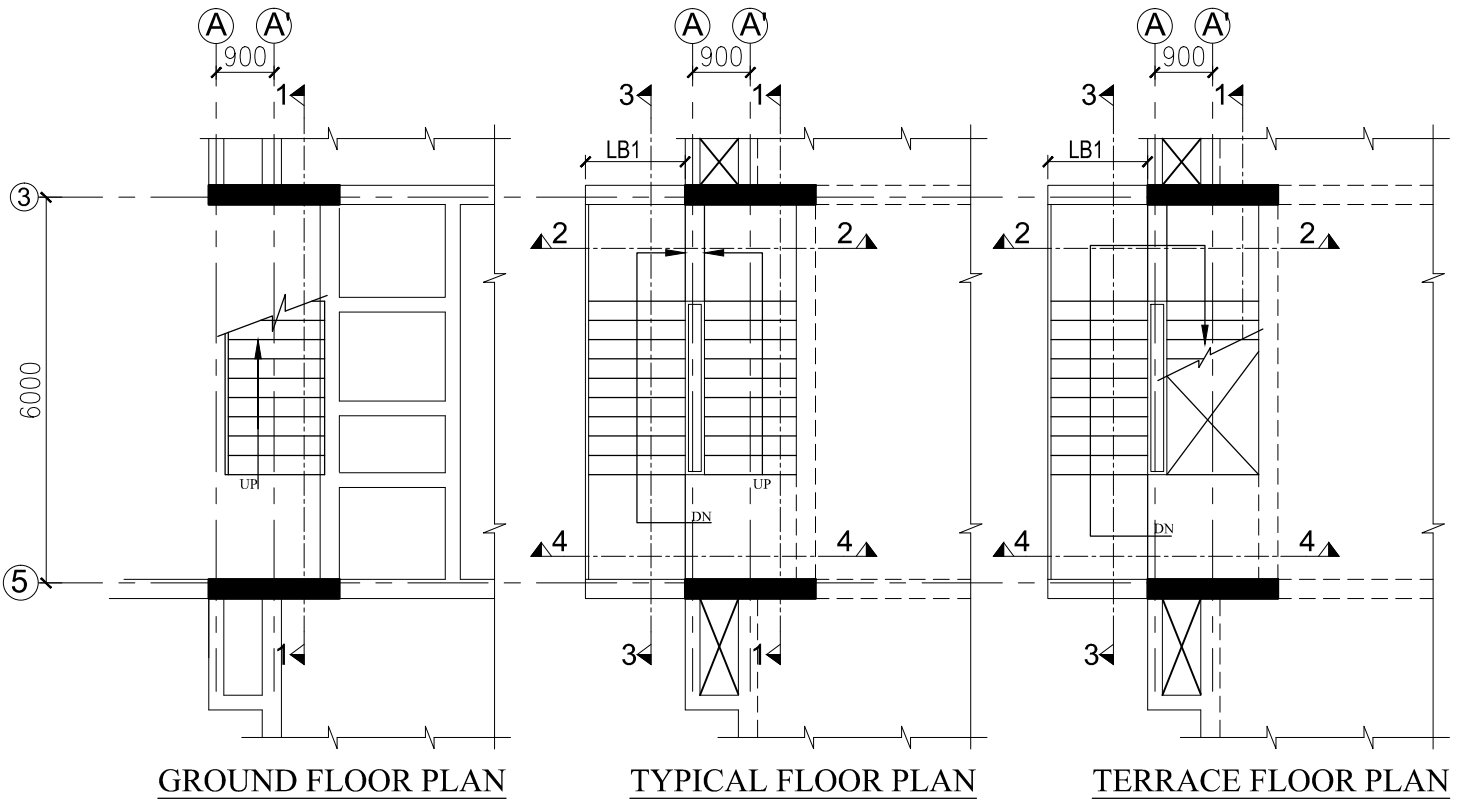 A A'
900
1
3
6000
UP
5
1
GROUND FLOOR PLAN
A A'
900
3 1
LB1
2 2
UP
DN
4 4
3 1
TYPICAL FLOOR PLAN
A A'
900
3 1
LB1
2 2
DN
4 4
3
TERRACE FLOOR PLAN